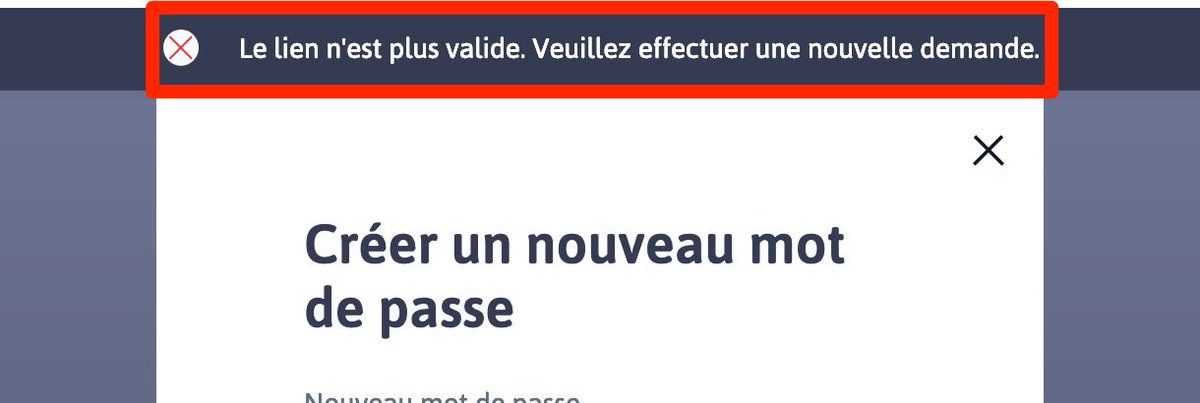 Le lien n'est plus valide. Veuillez effectuer une nouvelle demande.
Créer un nouveau mot
de passe
Nouveau mot de passe